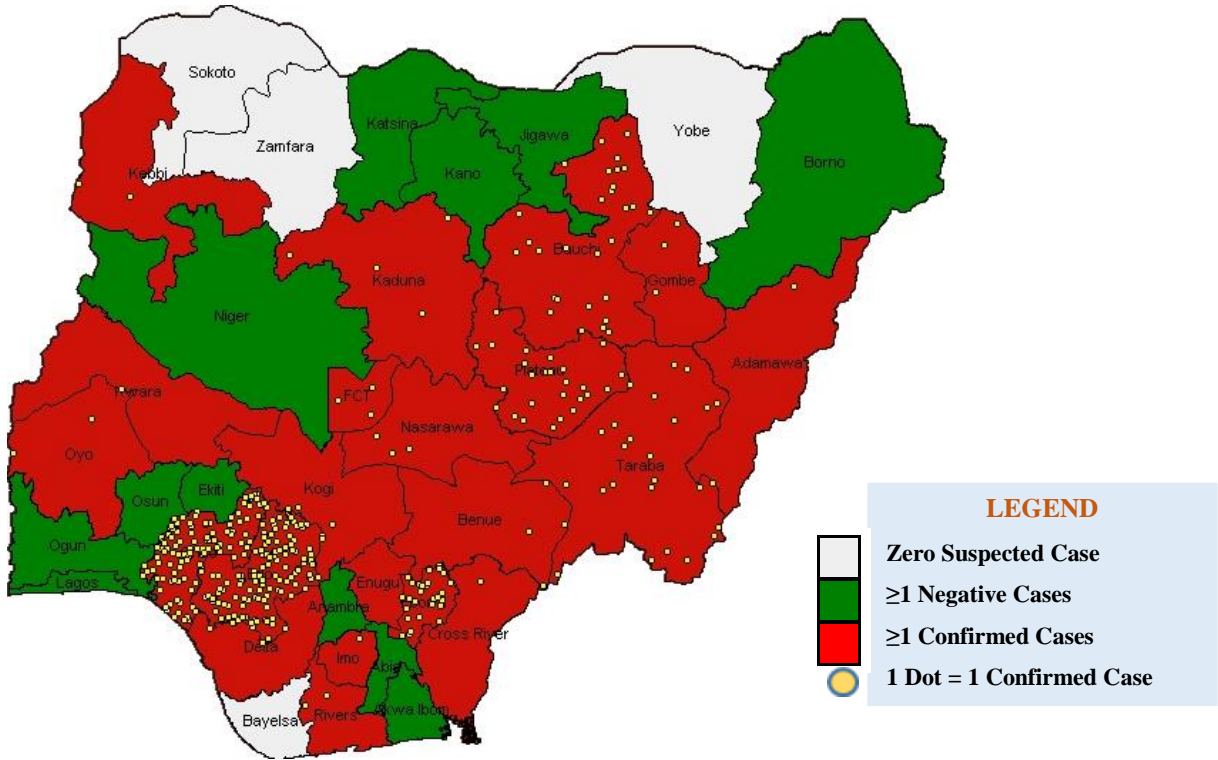 Sokoto
Katsina
Jigawa
Yobe
Zamfara
Kano
Borno
Kebbi
Bauchi
Kaduna
Gombe
Niger
Adamawa
Plateau
Kwara
FCT
Nasarawa
Oyo
Taraba
Kogi
Ekiti
Osun
Benue
Ogun
Lagos
Enugu
Anambra
Cross River
Delta
Imo
Abia
Bayelsa
Rivers
Akwa Ibom
LEGEND
Zero Suspected Case
≥1 Negative Cases
≥1 Confirmed Cases
1 Dot = 1 Confirmed Case